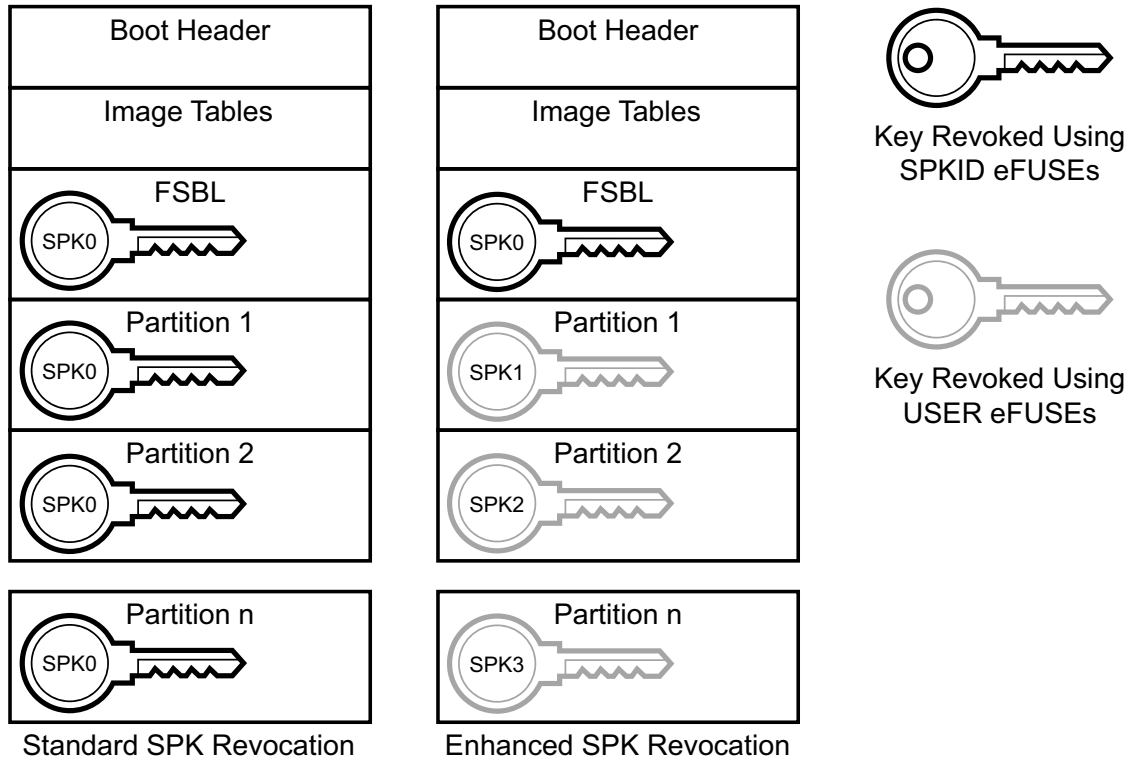 Boot Header
Image Tables
FSBL
SPK0
Partition 1
SPK0
Partition 2
SPK0
Partition n
SPK0
Standard SPK Revocation
Boot Header
Image Tables
FSBL
SPK0
Partition 1
SPK1
Partition 2
SPK2
Partition n
SPK3
Enhanced SPK Revocation
Key Revoked Using
SPKID eFUSEs
Key Revoked Using
USER eFUSEs